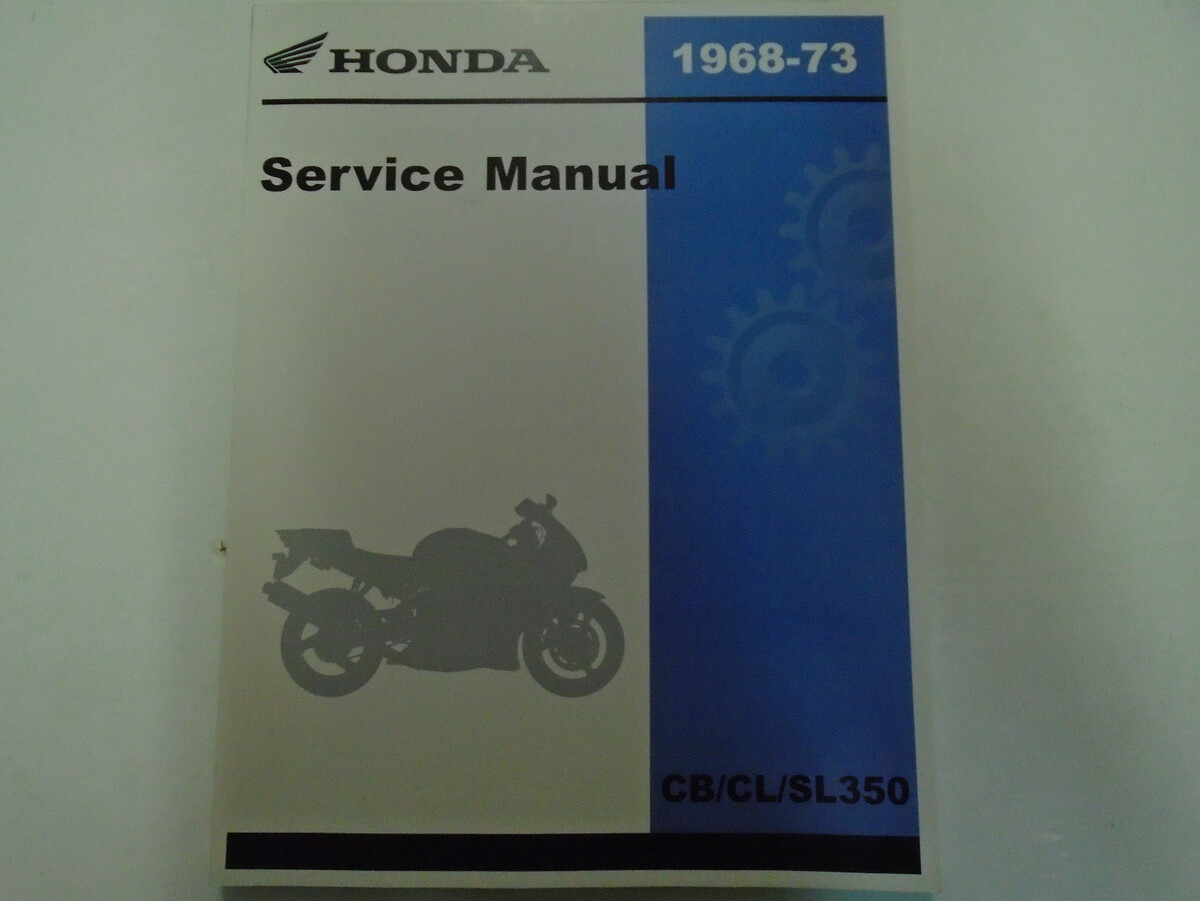 HONDA
1968-73
Service Manual
CB/CL/SL350